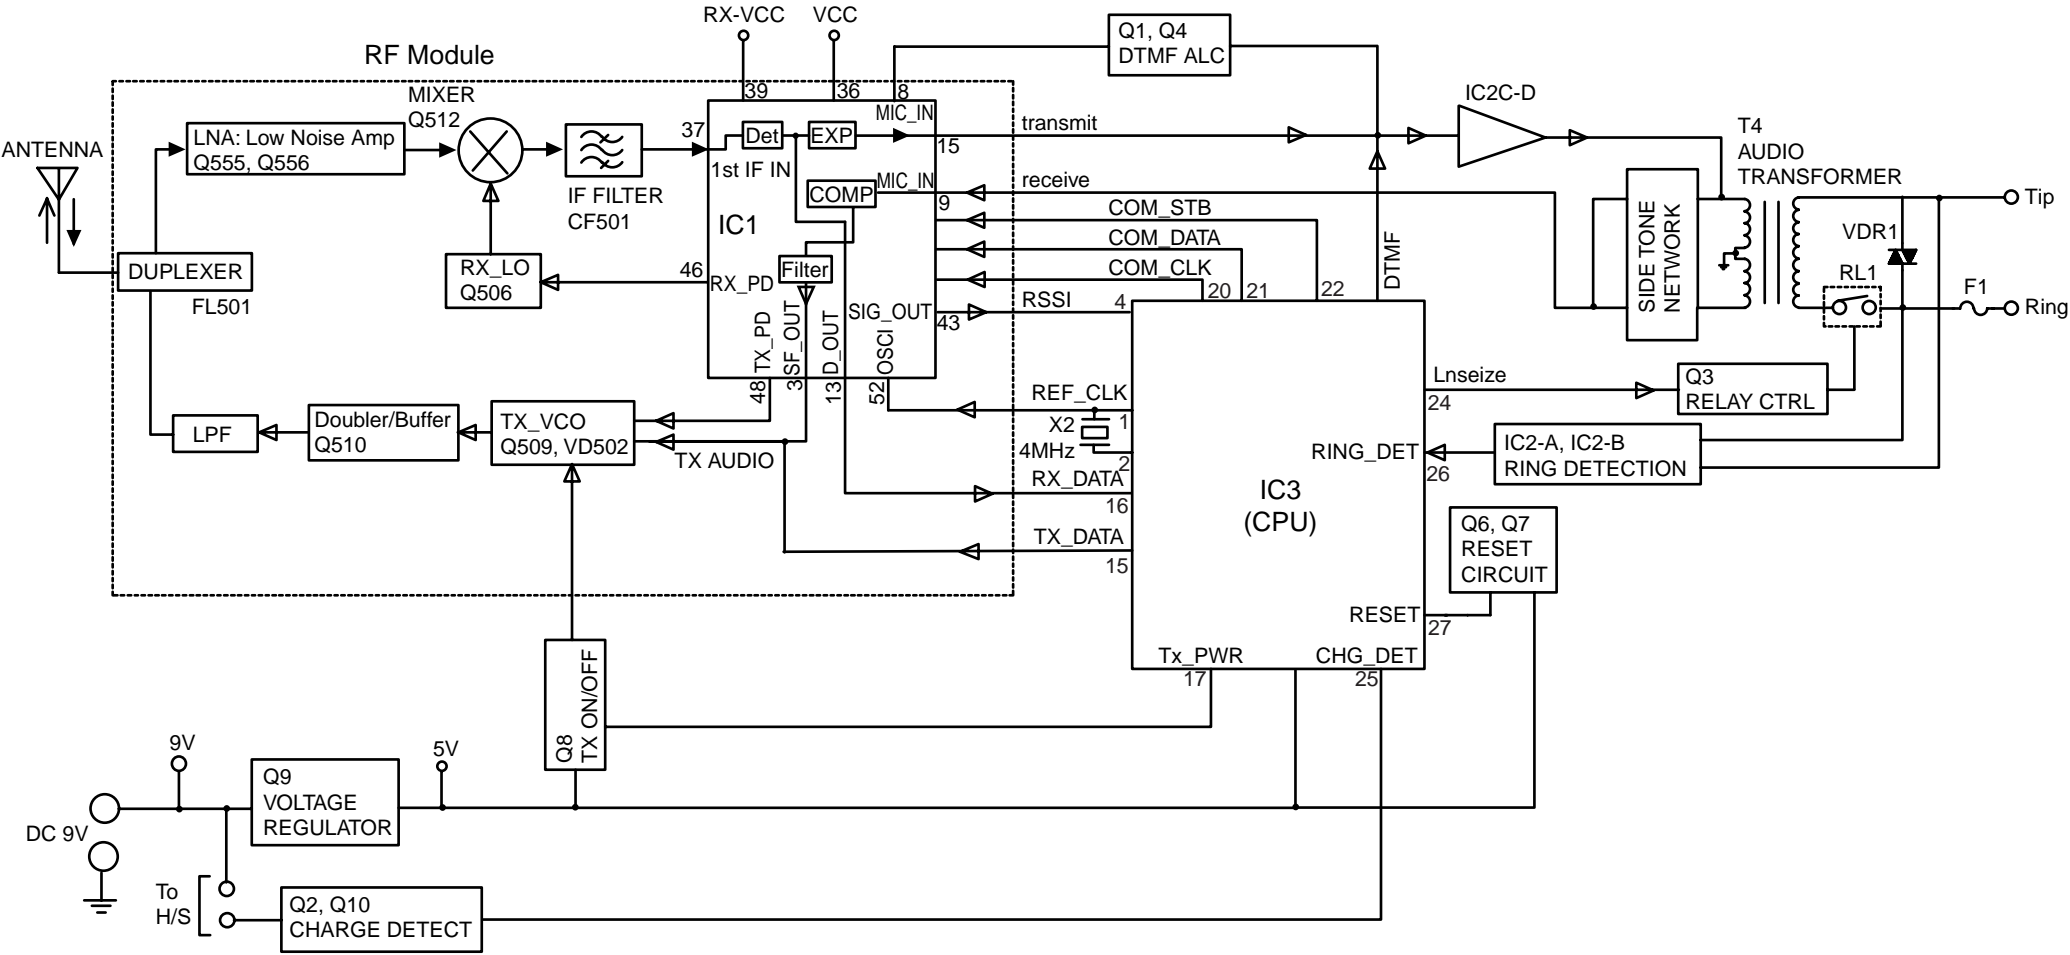 RX-VCC
VCC
Q1, Q4
DTMF ALC
RF Module
ANTENNA
LNA: Low Noise Amp
Q555, Q556
MIXER
Q512
IF FILTER
CF501
DUPLEXER
FL501
RX_LO
Q506
39
36
8
37
MIC_IN
15
Det
EXP
1st IF IN
COMP
MIC_IN
9
IC1
46
RX_PD
Filter
SIG_OUT
43
TX_PD
SF_OUT
D_OUT
OSCI
48
3
13
52
transmit
receive
COM_STB
COM_DATA
COM_CLK
RSSI
DTMF
IC2C-D
T4
AUDIO
TRANSFORMER
SIDE TONE
NETWORK
Tip
VDR1
RL1
F1
Ring
4
20
21
22
LPF
Doubler/Buffer
Q510
TX_VCO
Q509, VD502
TX AUDIO
REF_CLK
1
X2
4MHz
2
RX_DATA
16
TX_DATA
15
IC3
(CPU)
Lnseize
24
Q3
RELAY CTRL
RING_DET
26
IC2-A, IC2-B
RING DETECTION
Q6, Q7
RESET
CIRCUIT
RESET
27
Tx_PWR
17
CHG_DET
25
Q8
TX ON/OFF
9V
Q9
VOLTAGE
REGULATOR
5V
DC 9V
To
H/S
Q2, Q10
CHARGE DETECT